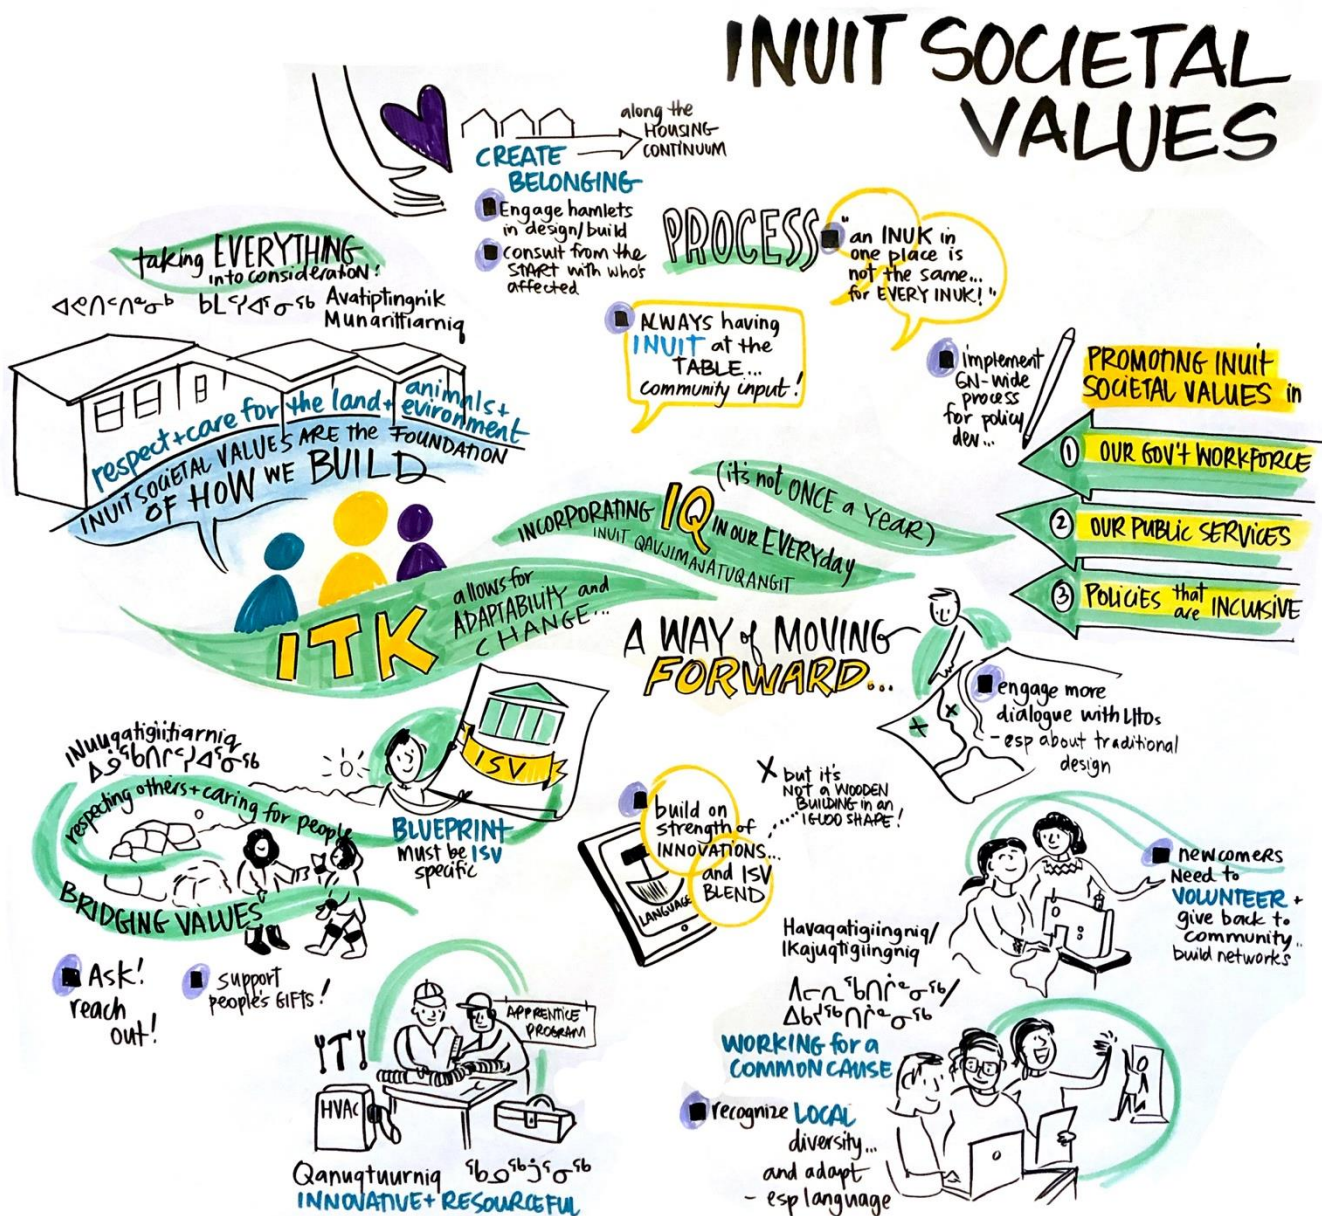 INUIT SOCIETAL
VALUES
along the
HOUSING
CONTINUUM
CREATE
BELONGING
Engage hamlets
in design/build
consult from the
START with who's
affected
PROCESS
"an INUK in
one place is
not the same...
for EVERY INUK!"
ALWAYS having
INUIT at the
TABLE...
community input!
taking EVERYTHING
into consideration!
Avatiptingnik
Munarittiarniq
respect + care for the land + animals +
evironment
INUIT SOCIETAL VALUES ARE the FOUNDATION
OF HOW WE BUILD
implement
GN-wide
process
for policy
dev...
PROMOTING INUIT
SOCIETAL VALUES in
1 OUR GOV't WORKFORCE
2 OUR PUBLIC SERVICES
3 POLICIES that are INCLUSIVE
(it's not ONCE a YEAR)
INCORPORATING IQ IN OUR EVERYday
INUIT QAUJIMAJATUQANGIT
ITK
allows for
ADAPTABILITY and
CHANGE...
A WAY of MOVING
FORWARD...
engage more
dialogue with LHOs
- esp about traditional
design
INuuqatigiitiarniq
respecting others + caring for people
BRIDGING VALUES
Ask!
reach
out!
support
people's GIFTS!
ISV
BLUEPRINT
must be ISV
specific
build on
strength of
INNOVATIONS...
and ISV
BLEND
LANGUAGE
X but it's
NOT a WOODEN
BUILDING in an
IGLOO SHAPE!
newcomers
Need to
VOLUNTEER +
give back to
community..
build networks
Havaqatigiingniq/
IKajuqtigiingniq
WORKING for a
COMMON CAUSE
recognize LOCAL
diversity...
and adapt
- esp language
APPRENTICE
PROGRAM
HVAC
Qanuqtuurniq
INNOVATIVE + RESOURCEFUL